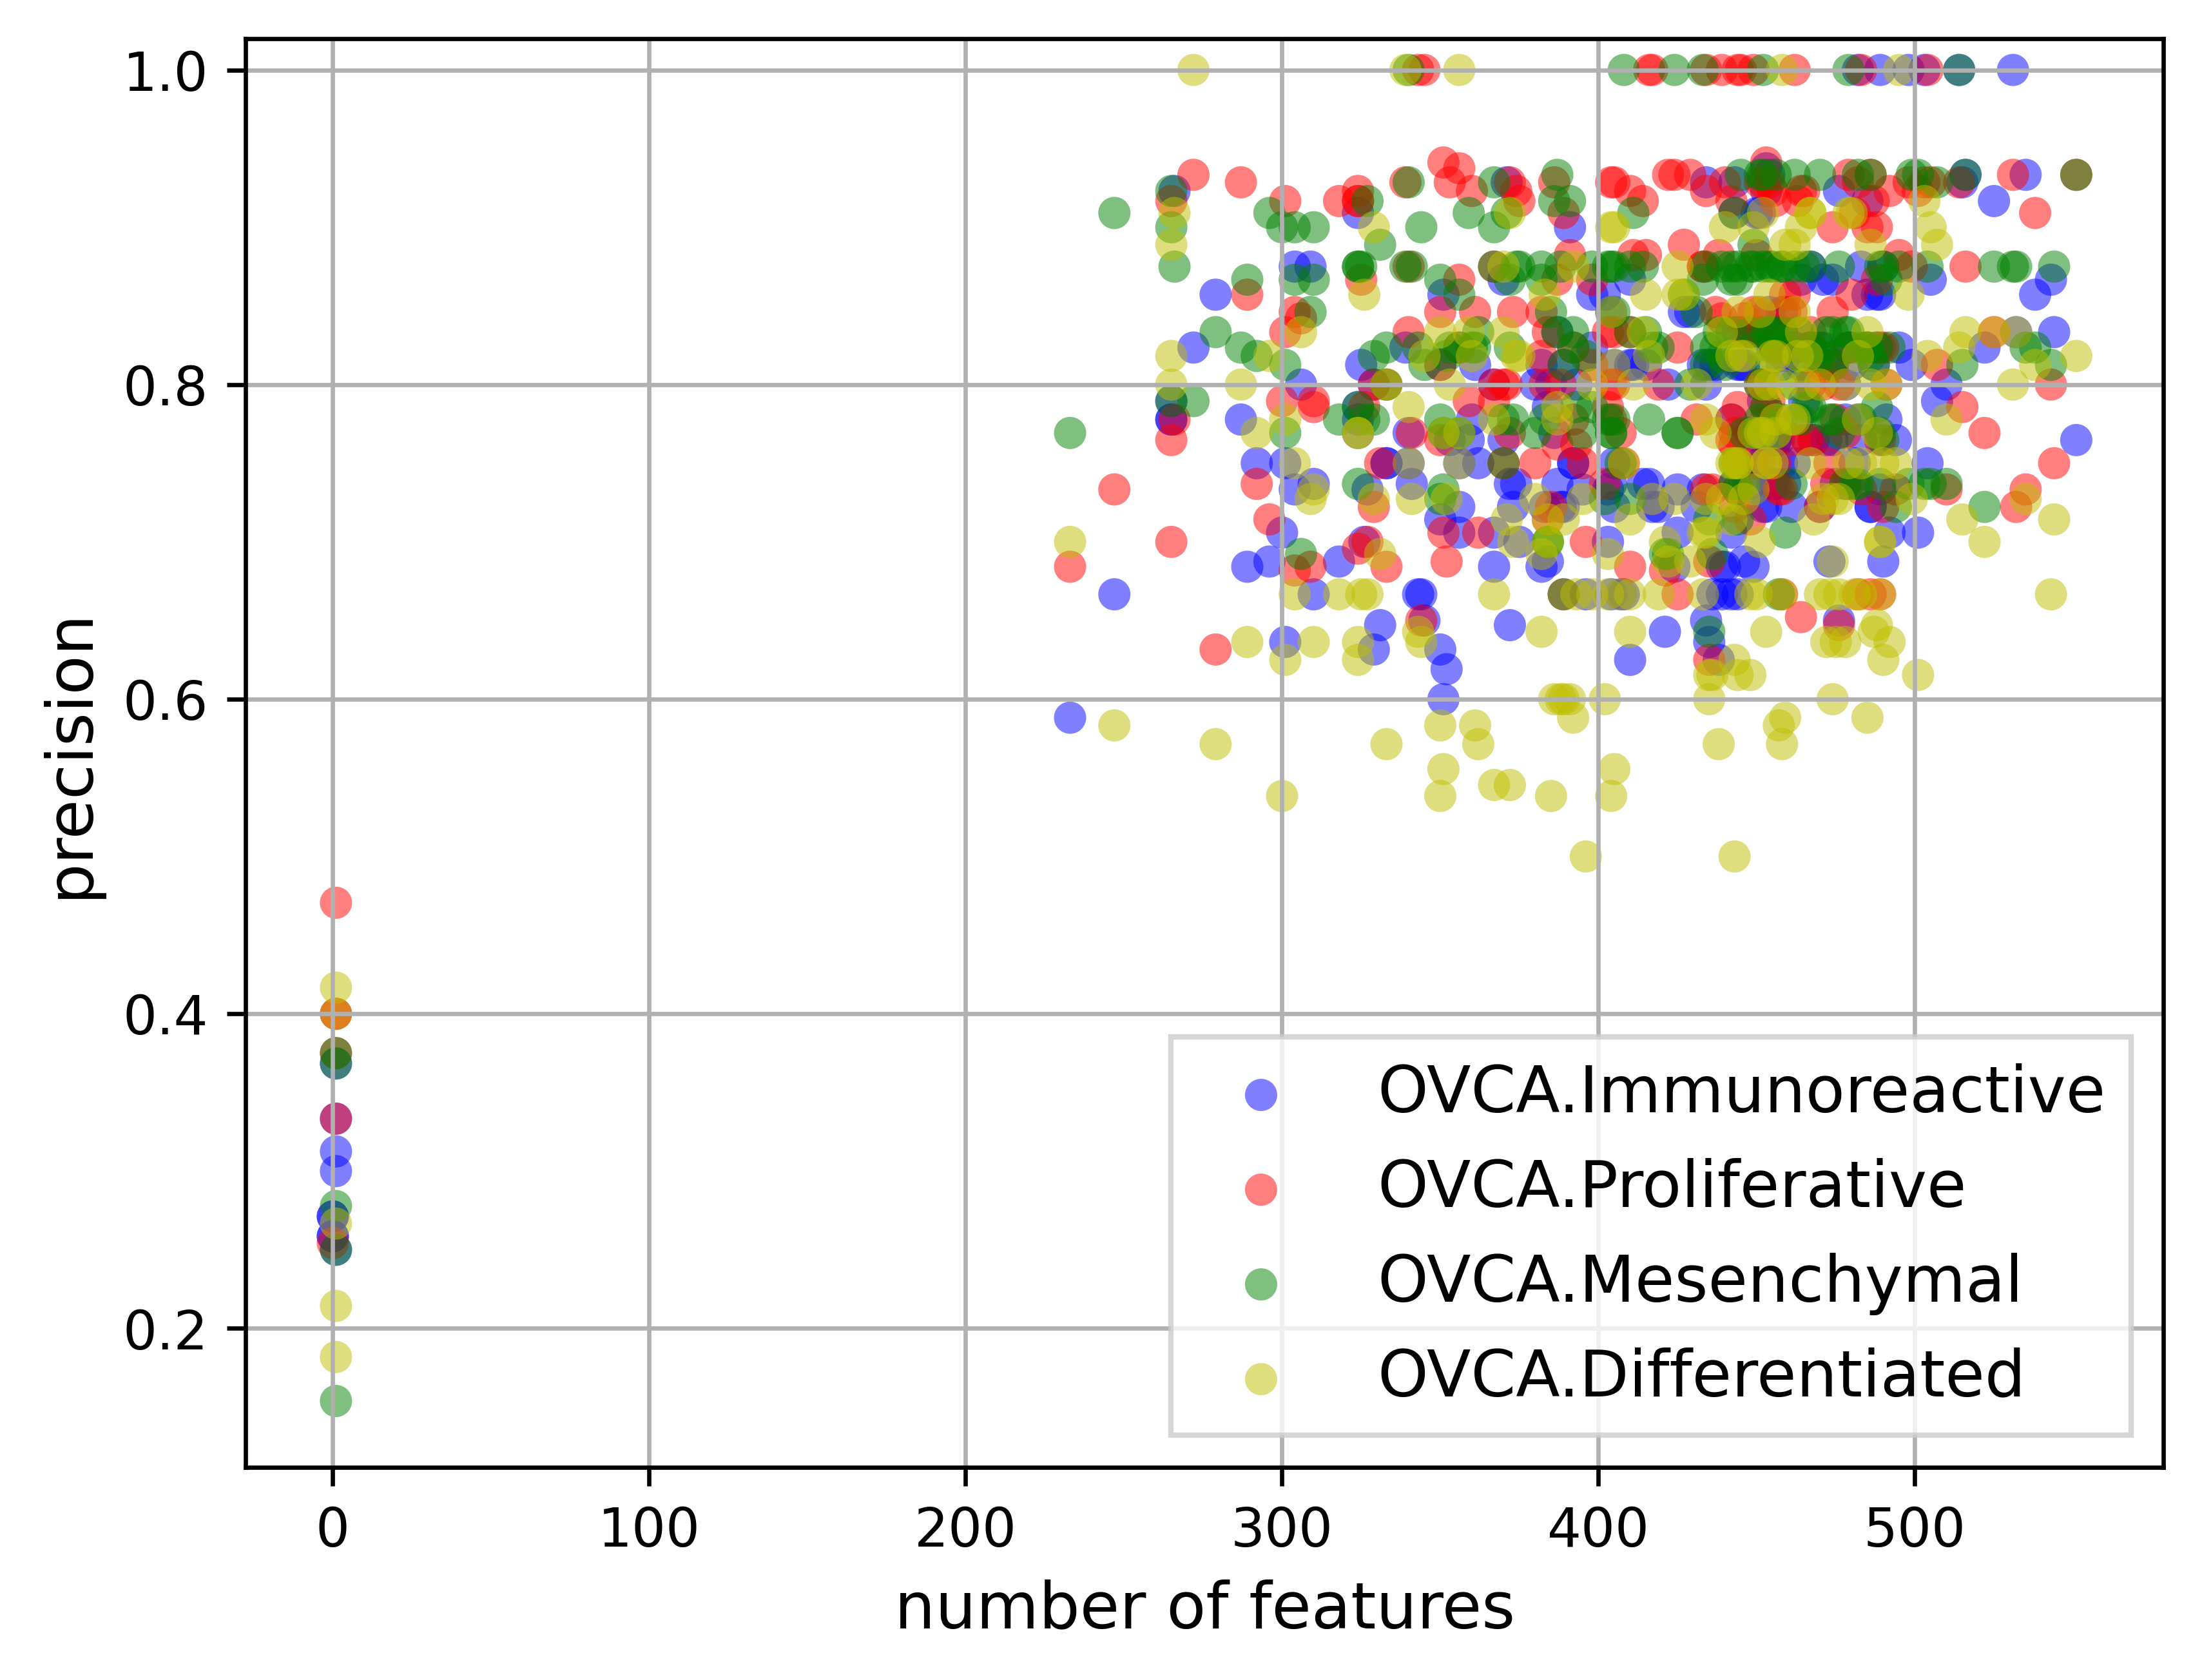 1.0
0.8
0.6
0.4
0.2
precision
0 100 200 300 400 500
number of features
OVCA.Immunoreactive
OVCA.Proliferative
OVCA.Mesenchymal
OVCA.Differentiated